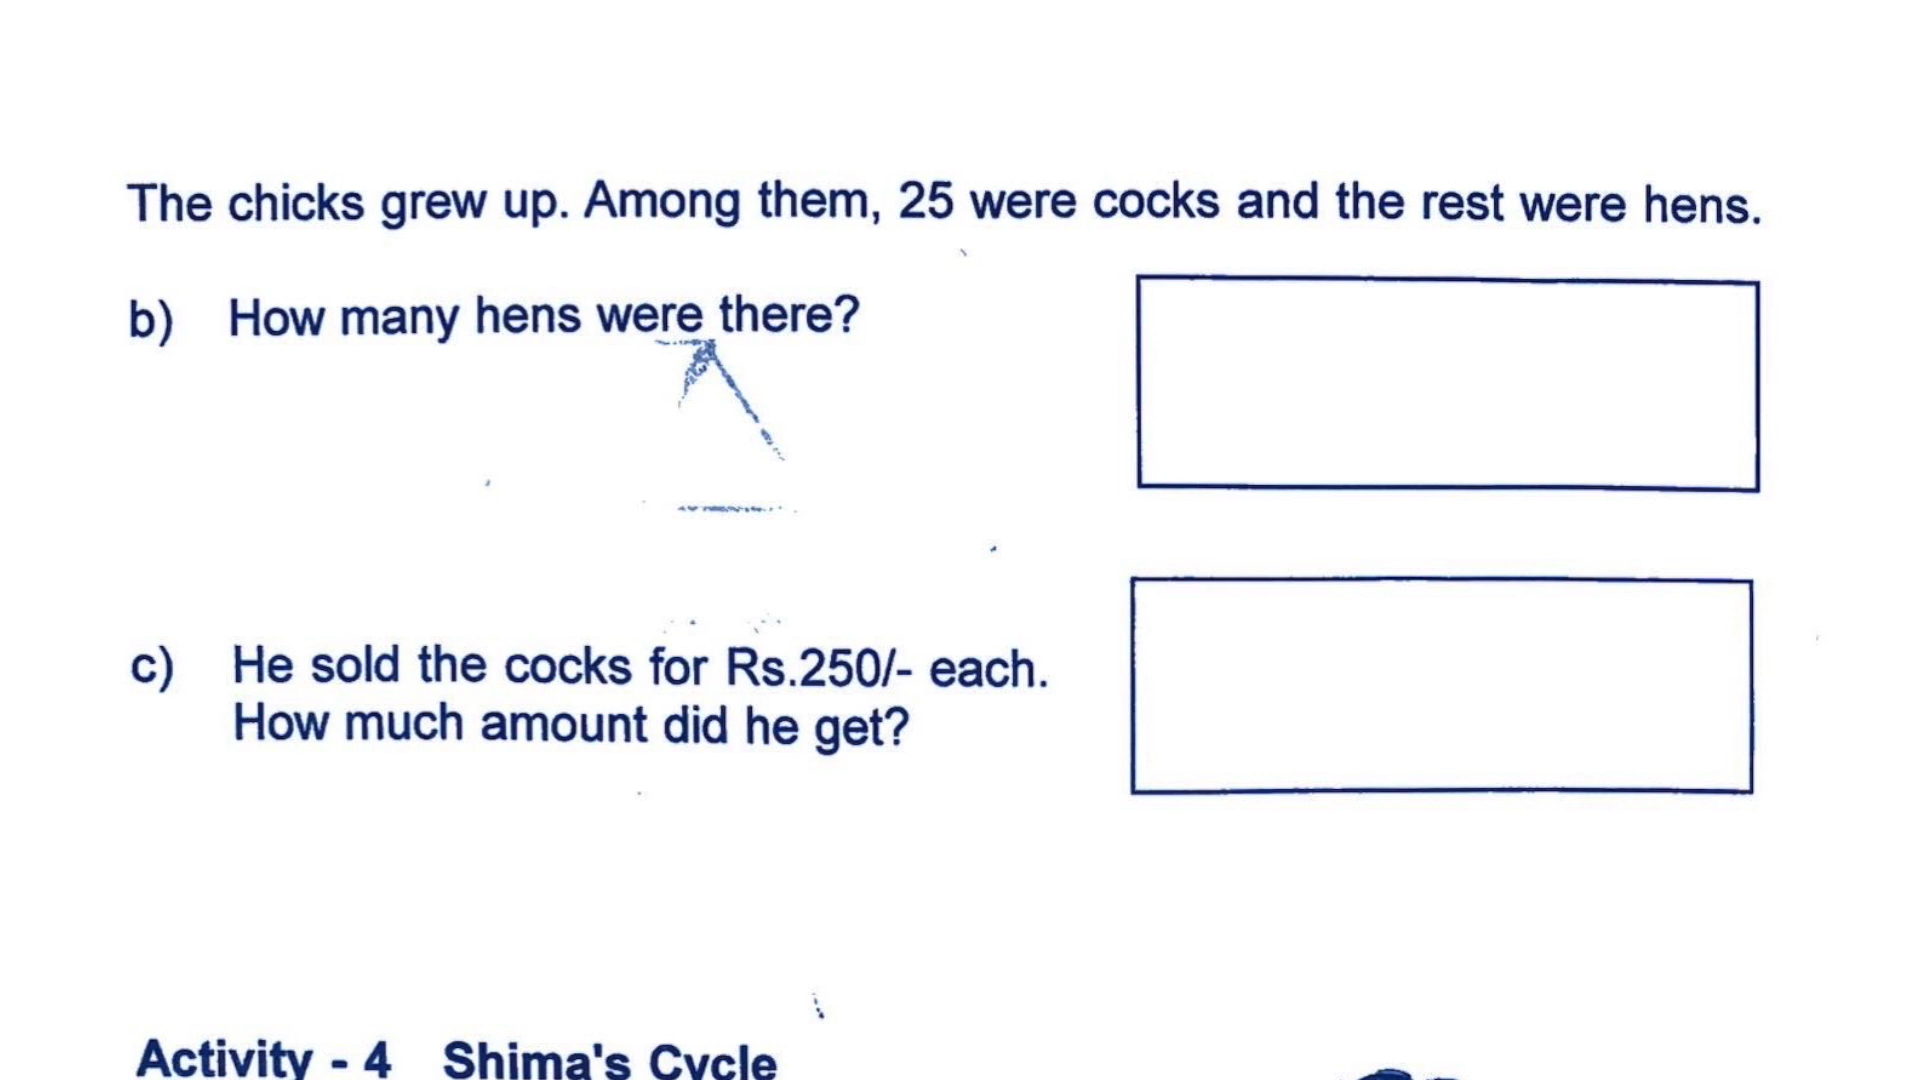 The chicks grew up. Among them, 25 were cocks and the rest were hens.
b) How many hens were there?
c) He sold the cocks for Rs.250/- each.
How much amount did he get?
Activity - 4 Shima's Cycle